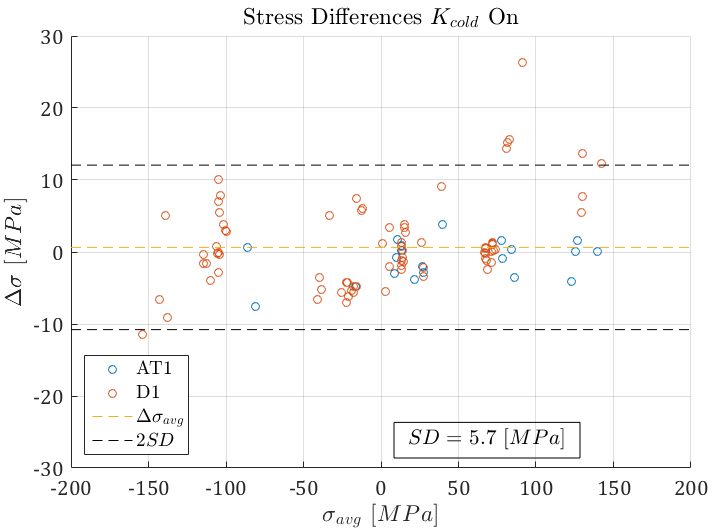 Stress Differences K_cold On
30
20
10
0
-10
-20
-30
Δσ [MPa]
AT1
D1
Δσ_avg
2SD
SD = 5.7 [MPa]
-200 -150 -100 -50 0 50 100 150 200
σ_avg [MPa]